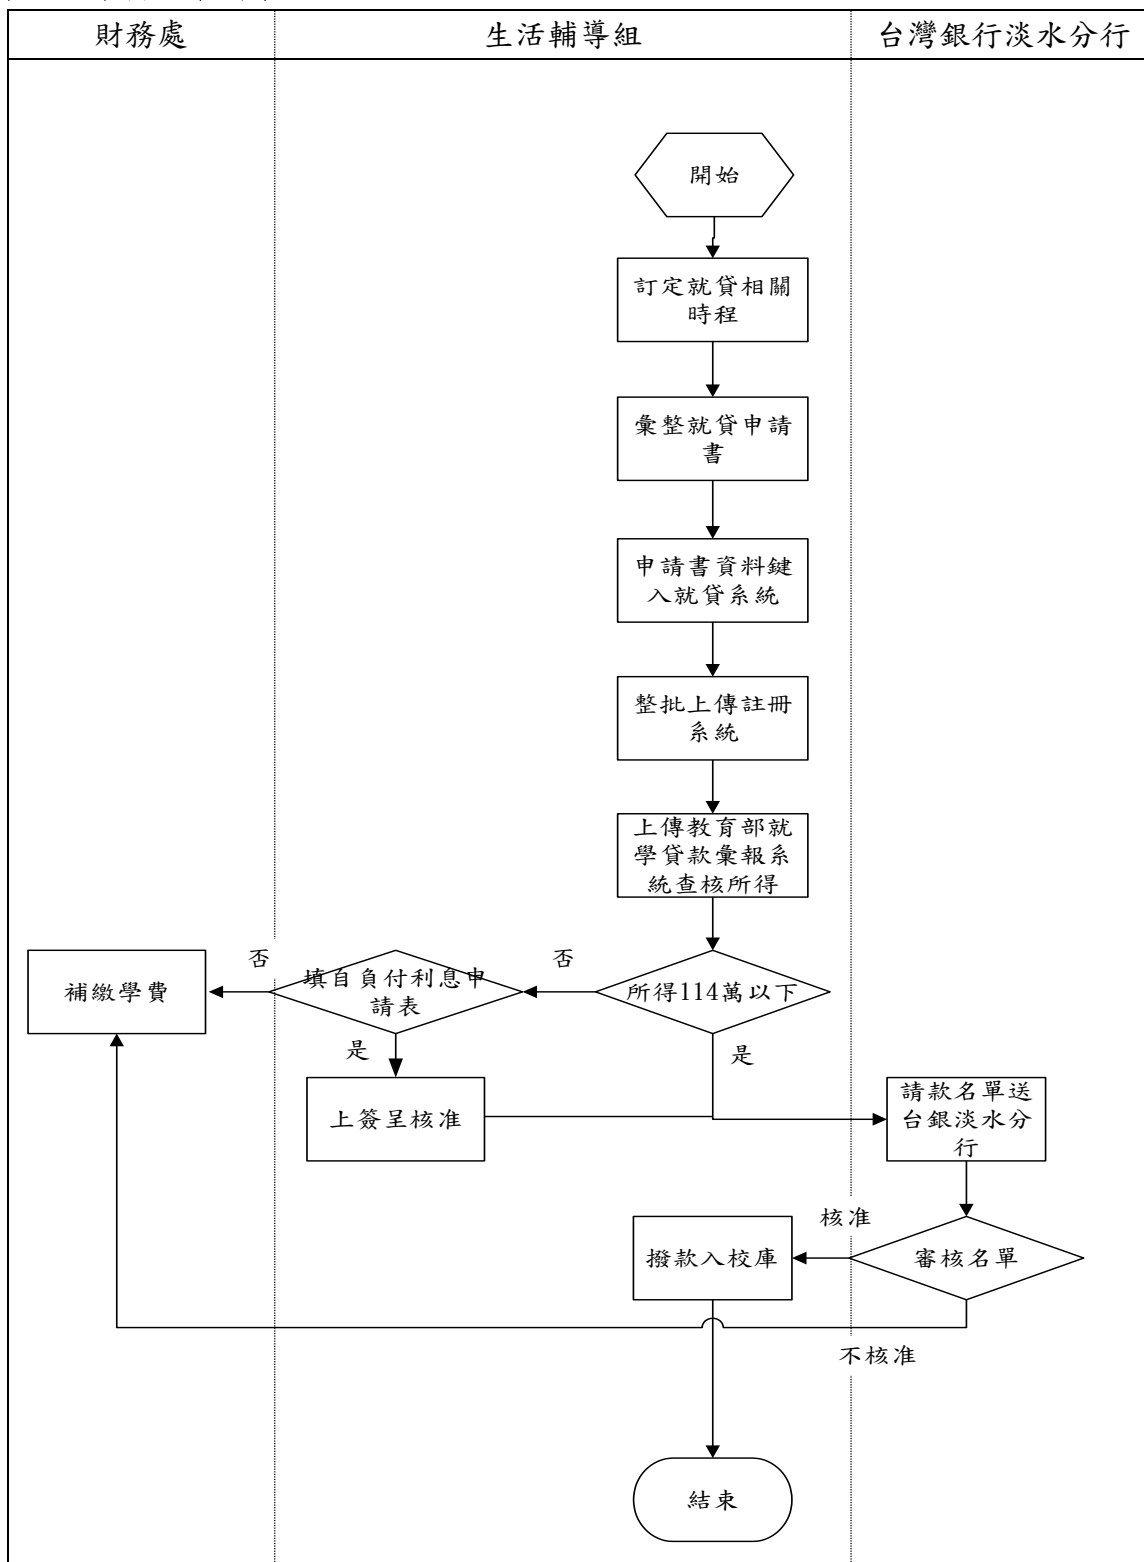 財務處
生活輔導組
台灣銀行淡水分行
開始
訂定就貸相關
時程
彙整就貸申請
書
申請書資料鍵
入就貸系統
整批上傳註冊
系統
上傳教育部就
學貸款彙報系
統查核所得
所得114萬以下
否
填自負付利息申
請表
否
補繳學費
是
是
上簽呈核准
請款名單送
台銀淡水分
行
審核名單
核准
撥款入校庫
不核准
結束